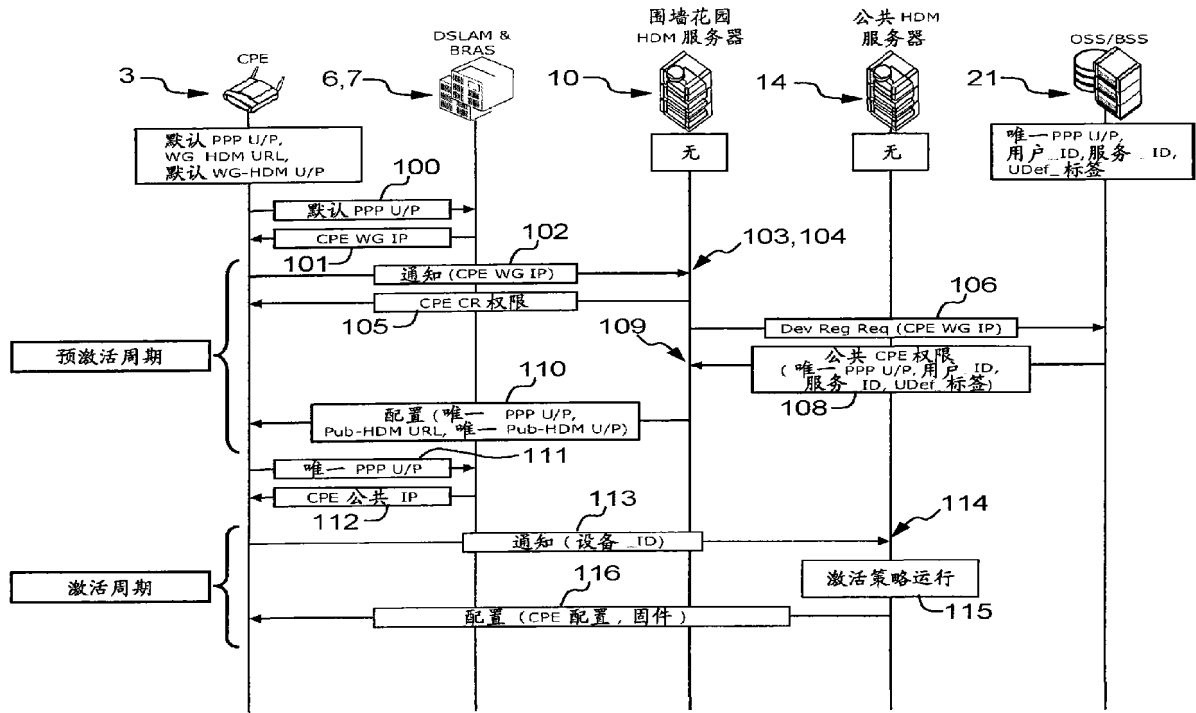 CPE
DSLAM &
BRAS
围墙花园
HDM 服务器
公共 HDM
服务器
OSS/BSS
3
6,7
10
14
21
默认 PPP U/P,
WG_HDM URL,
默认 WG-HDM U/P
无
无
唯一 PPP U/P,
用户_ID, 服务_ID,
UDef_标签
100
默认 PPP U/P
CPE WG IP
101
102
通知 (CPE WG IP)
103,104
CPE CR 权限
105
106
Dev Reg Req (CPE WG IP)
109
公共 CPE 权限
(唯一 PPP U/P, 用户_ID,
服务_ID, UDef_标签)
108
预激活周期
110
配置 (唯一 PPP U/P,
Pub-HDM URL, 唯一 Pub-HDM U/P)
111
唯一 PPP U/P
CPE 公共 IP
112
113
通知 (设备_ID)
114
激活周期
激活策略运行
115
116
配置 (CPE 配置, 固件)